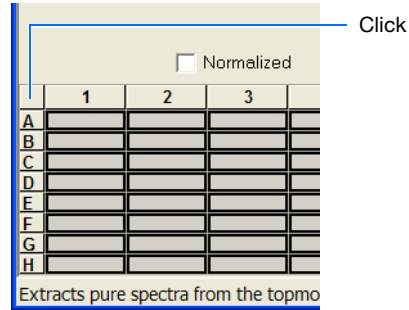 Click
Normalized
1 2 3
A
B
C
D
E
F
G
H
Extracts pure spectra from the topmo